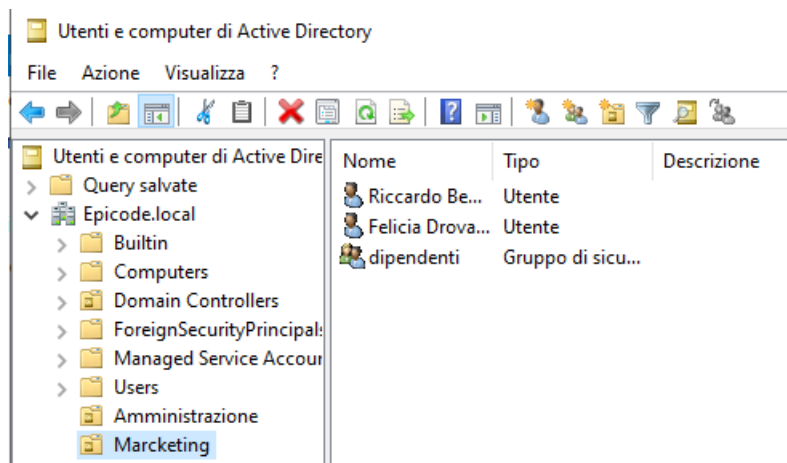 Utenti e computer di Active Directory
File Azione Visualizza ?
Utenti e computer di Active Dire
Nome Tipo Descrizione
Query salvate
Riccardo Be... Utente
Epicode.local
Felicia Drova... Utente
Builtin
dipendenti Gruppo di sicu...
Computers
Domain Controllers
ForeignSecurityPrincipals
Managed Service Accour
Users
Amministrazione
Marcketing